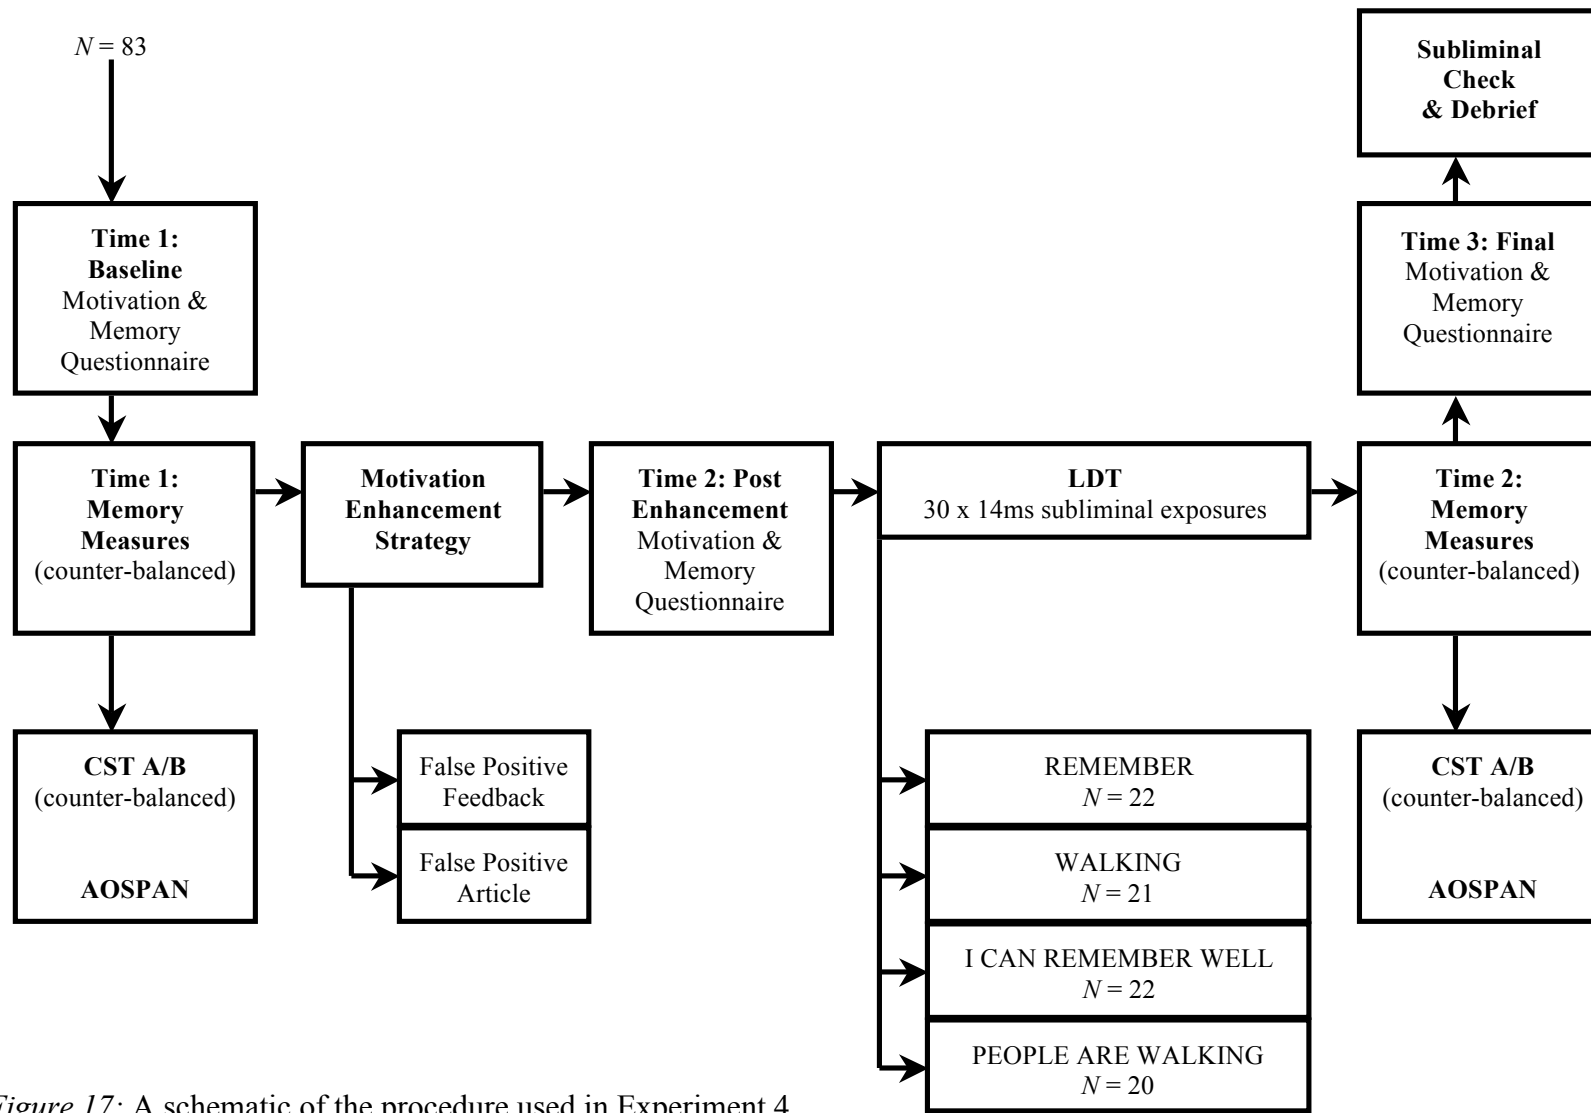 N = 83
Time 1:
Baseline
Motivation &
Memory
Questionnaire
Time 1:
Memory
Measures
(counter-balanced)
CST A/B
(counter-balanced)
AOSPAN
Motivation
Enhancement
Strategy
False Positive
Feedback
False Positive
Article
Time 2: Post
Enhancement
Motivation &
Memory
Questionnaire
LDT
30 x 14ms subliminal exposures
REMEMBER
N = 22
WALKING
N = 21
I CAN REMEMBER WELL
N = 22
PEOPLE ARE WALKING
N = 20
Time 2:
Memory
Measures
(counter-balanced)
CST A/B
(counter-balanced)
AOSPAN
Time 3: Final
Motivation &
Memory
Questionnaire
Subliminal
Check
& Debrief
Figure 17: A schematic of the procedure used in Experiment 4